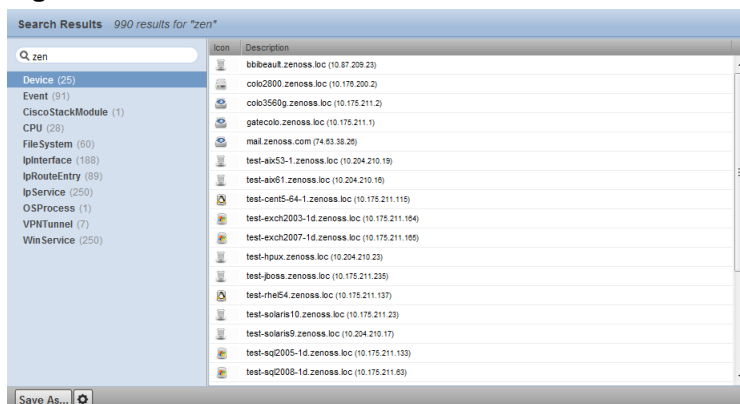 Search Results 990 results for "zen"
zen
Device (25)
Event (91)
CiscoStackModule (1)
CPU (28)
FileSystem (60)
IpInterface (188)
IpRouteEntry (89)
IpService (250)
OSProcess (1)
VPNTunnel (7)
WinService (250)
Icon Description
bbibeault.zenoss.loc (10.87.209.23)
colo2800.zenoss.loc (10.175.200.2)
colo3560g.zenoss.loc (10.175.211.2)
gatecolo.zenoss.loc (10.175.211.1)
mail.zenoss.com (74.63.38.26)
test-aix53-1.zenoss.loc (10.204.210.19)
test-aix61.zenoss.loc (10.204.210.16)
test-cent5-64-1.zenoss.loc (10.175.211.115)
test-exch2003-1d.zenoss.loc (10.175.211.164)
test-exch2007-1d.zenoss.loc (10.175.211.165)
test-hpux.zenoss.loc (10.204.210.23)
test-jboss.zenoss.loc (10.175.211.235)
test-rhel54.zenoss.loc (10.175.211.137)
test-solaris10.zenoss.loc (10.175.211.23)
test-solaris9.zenoss.loc (10.204.210.17)
test-sql2005-1d.zenoss.loc (10.175.211.133)
test-sql2008-1d.zenoss.loc (10.175.211.63)
Save As...